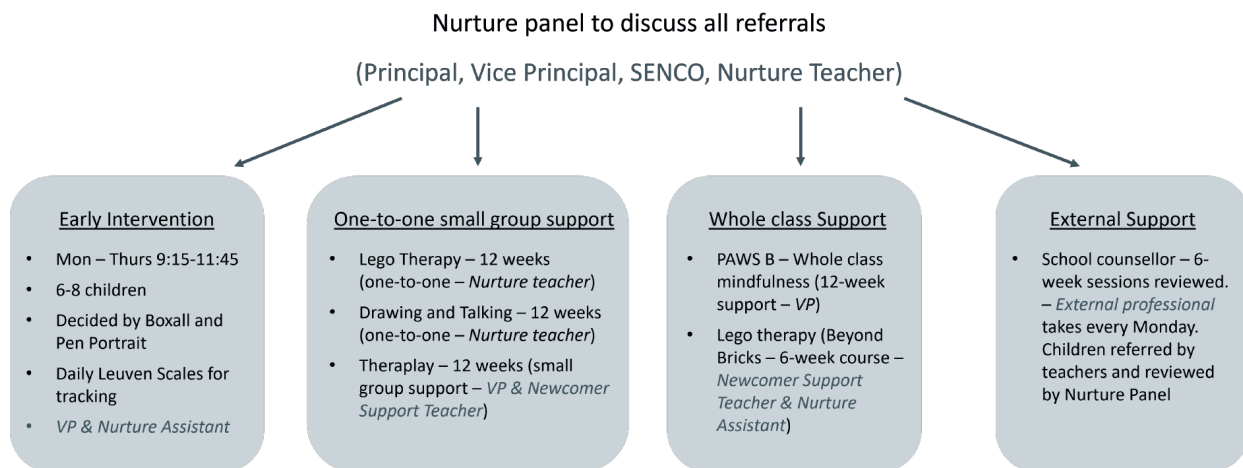 Nurture panel to discuss all referrals
(Principal, Vice Principal, SENCO, Nurture Teacher)
Early Intervention
• Mon – Thurs 9:15-11:45
• 6-8 children
• Decided by Boxall and
Pen Portrait
• Daily Leuven Scales for
tracking
• VP & Nurture Assistant
One-to-one small group support
• Lego Therapy – 12 weeks
(one-to-one – Nurture teacher)
• Drawing and Talking – 12 weeks
(one-to-one – Nurture teacher)
• Theraplay – 12 weeks (small
group support – VP & Newcomer
Support Teacher)
Whole class Support
• PAWS B – Whole class
mindfulness (12-week
support – VP)
• Lego therapy (Beyond
Bricks – 6-week course –
Newcomer Support
Teacher & Nurture
Assistant)
External Support
• School counsellor – 6-
week sessions reviewed.
– External professional
takes every Monday.
Children referred by
teachers and reviewed
by Nurture Panel